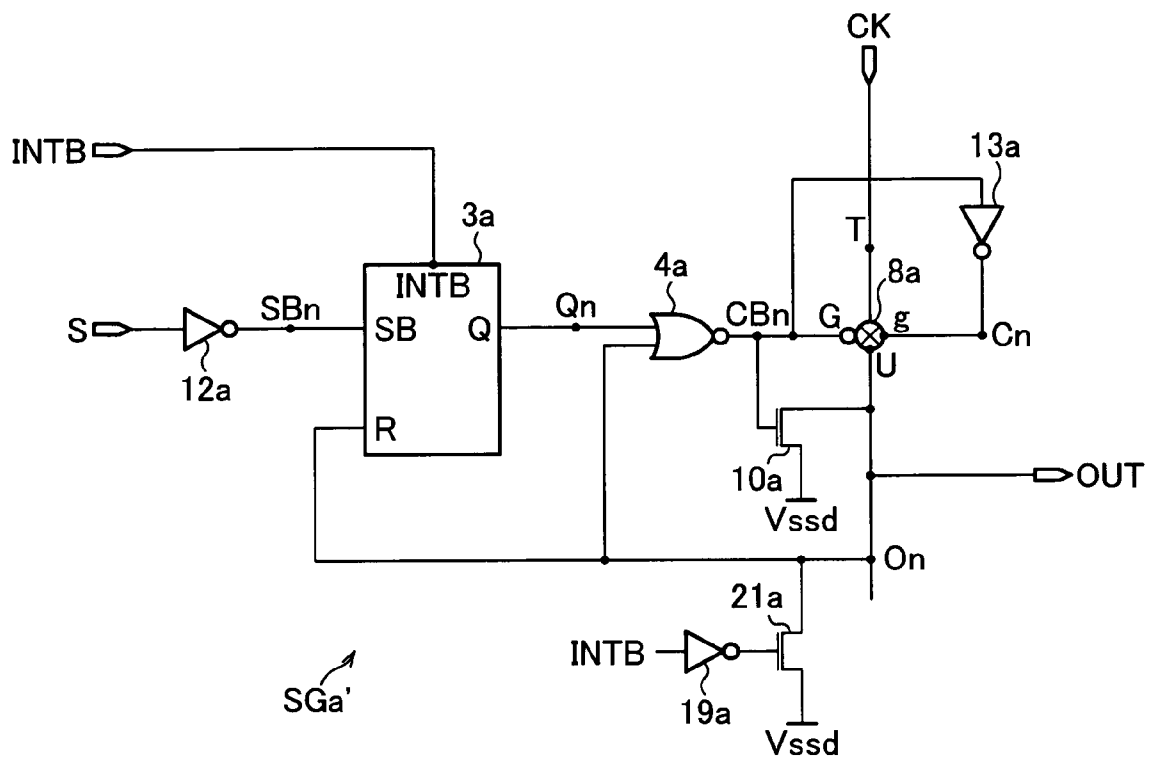 CK
INTB
13a
3a
T
8a
INTB
4a
S
SBn
SB
Q
Qn
CBn
G
g
Cn
U
12a
R
10a
OUT
Vssd
On
21a
INTB
SGa'
19a
Vssd